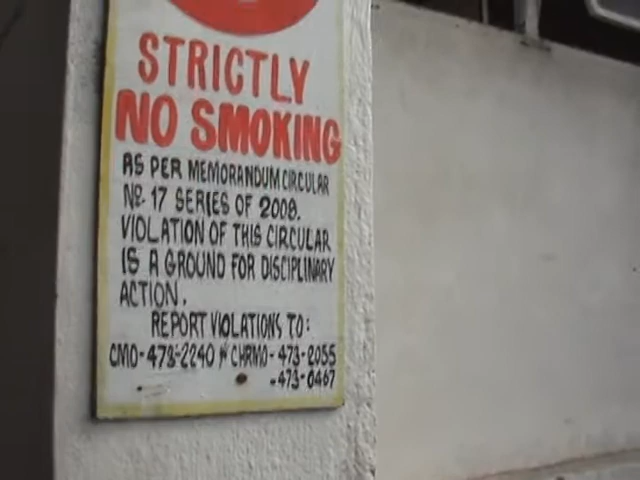 STRICTLY
NO SMOKING
AS PER MEMORANDUM CIRCULAR
No. 17 SERIES OF 2009.
VIOLATION OF THIS CIRCULAR
IS A GROUND FOR DISCIPLINARY
ACTION.
REPORT VIOLATIONS TO:
CMO-473-2240 CHRMO-473-2055
-473-0467